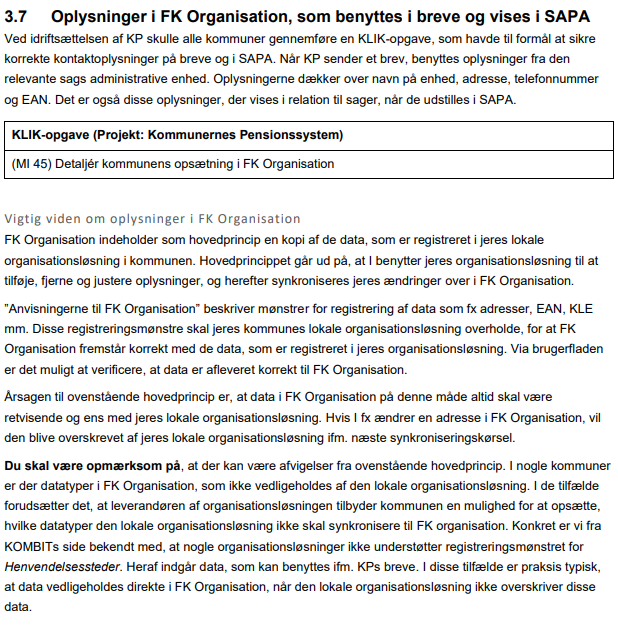 3.7 Oplysninger i FK Organisation, som benyttes i breve og vises i SAPA
Ved idriftsættelsen af KP skulle alle kommuner gennemføre en KLIK-opgave, som havde til formål at sikre
korrekte kontaktoplysninger på breve og i SAPA. Når KP sender et brev, benyttes oplysninger fra den
relevante sags administrative enhed. Oplysningerne dækker over navn på enhed, adresse, telefonnummer
og EAN. Det er også disse oplysninger, der vises i relation til sager, når de udstilles i SAPA.
KLIK-opgave (Projekt: Kommunernes Pensionssystem)
(MI 45) Detaljér kommunens opsætning i FK Organisation
Vigtig viden om oplysninger i FK Organisation
FK Organisation indeholder som hovedprincip en kopi af de data, som er registreret i jeres lokale
organisationsløsning i kommunen. Hovedprincippet går ud på, at I benytter jeres organisationsløsning til at
tilføje, fjerne og justere oplysninger, og herefter synkroniseres jeres ændringer over i FK Organisation.
”Anvisningerne til FK Organisation” beskriver mønstrer for registrering af data som fx adresser, EAN, KLE
mm. Disse registreringsmønstre skal jeres kommunes lokale organisationsløsning overholde, for at FK
Organisation fremstår korrekt med de data, som er registreret i jeres organisationsløsning. Via brugerfladen
er det muligt at verificere, at data er afleveret korrekt til FK Organisation.
Årsagen til ovenstående hovedprincip er, at data i FK Organisation på denne måde altid skal være
retvisende og ens med jeres lokale organisationsløsning. Hvis I fx ændrer en adresse i FK Organisation, vil
den blive overskrevet af jeres lokale organisationsløsning ifm. næste synkroniseringskørsel.
Du skal være opmærksom på, at der kan være afvigelser fra ovenstående hovedprincip. I nogle kommuner
er der datatyper i FK Organisation, som ikke vedligeholdes af den lokale organisationsløsning. I de tilfælde
forudsætter det, at leverandøren af organisationsløsningen tilbyder kommunen en mulighed for at opsætte,
hvilke datatyper den lokale organisationsløsning ikke skal synkronisere til FK organisation. Konkret er vi fra
KOMBITs side bekendt med, at nogle organisationsløsninger ikke understøtter registreringsmønstret for
Henvendelsessteder. Heraf indgår data, som kan benyttes ifm. KPs breve. I disse tilfælde er praksis typisk,
at data vedligeholdes direkte i FK Organisation, når den lokale organisationsløsning ikke overskriver disse
data.